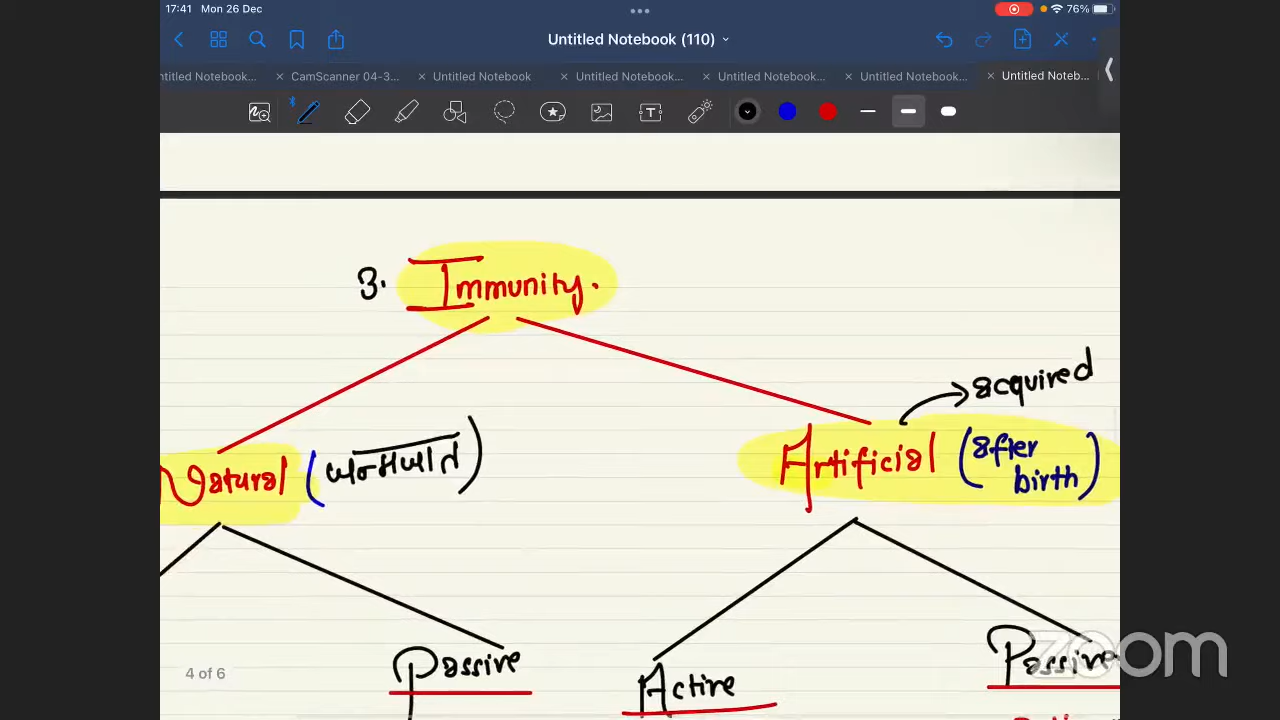 17:41 Mon 26 Dec
76%
Untitled Notebook (110)
ntitled Notebook...
CamScanner 04-3...
Untitled Notebook
Untitled Notebook...
Untitled Notebook...
Untitled Notebook...
Untitled Noteb...
3. Immunity.
acquired
Natural (जन्मजात)
Artificial (after
birth)
Passive
Active
Passive
4 of 6
zoom